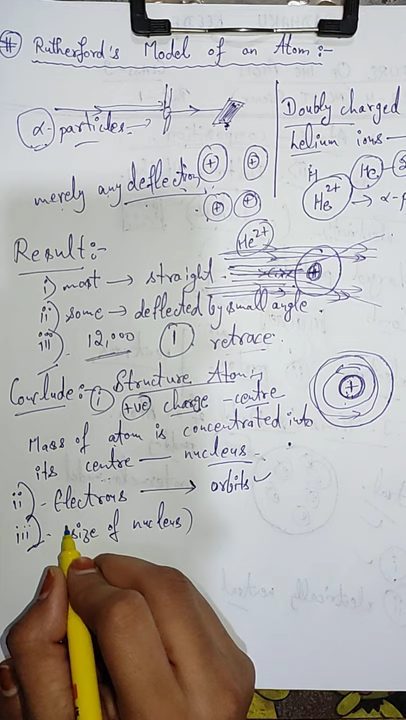 # Rutherford's Model of an Atom :-
α-particles
merely any deflection
Doubly charged
helium ions
He
He²⁺ → α-p
Result :-
He²⁺
i) most → straight
ii) some → deflected by small angle.
iii) 12,000 1 retrace.
Conclude :- i) Structure Atom
+ve charge - centre
Mass of atom is concentrated into
its centre - nucleus
ii) - Electrons → orbits ✓
iii) - size of nucleus)
electrically neutral